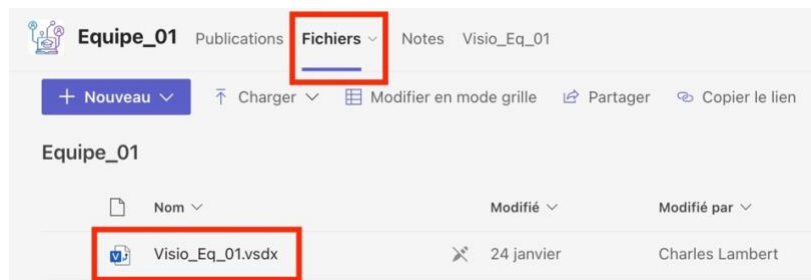 Equipe_01 Publications Fichiers Notes Visio_Eq_01
+ Nouveau Charger Modifier en mode grille Partager Copier le lien
Equipe_01
Nom Modifié Modifié par
Visio_Eq_01.vsdx 24 janvier Charles Lambert